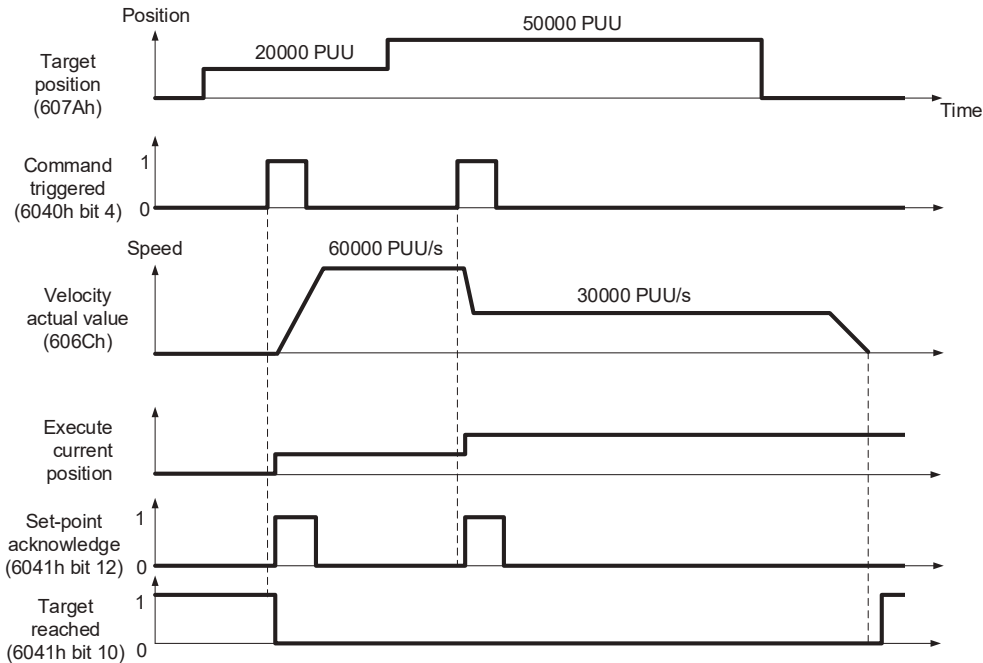 Position
50000 PUU
20000 PUU
Target
position
(607Ah)
Time
Command
triggered
(6040h bit 4)
1
0
Speed
60000 PUU/s
30000 PUU/s
Velocity
actual value
(606Ch)
Execute
current
position
Set-point
acknowledge
(6041h bit 12)
1
0
Target
reached
(6041h bit 10)
1
0